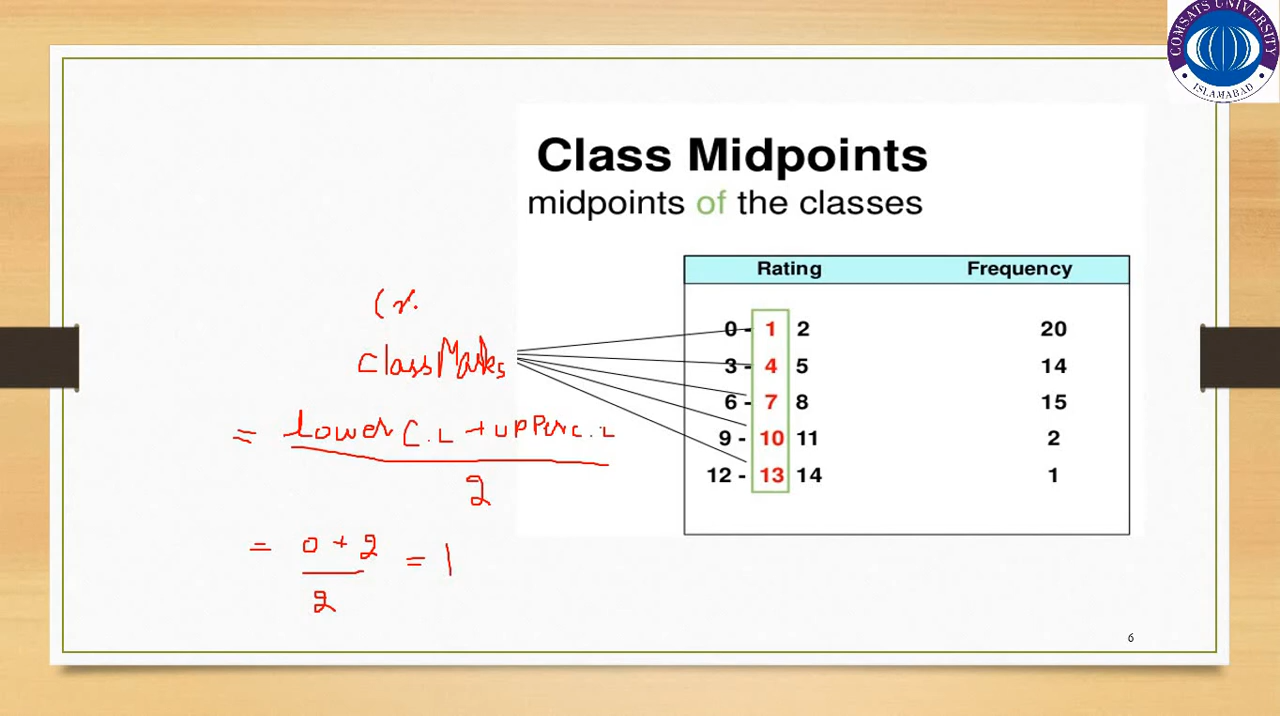 COMSATS UNIVERSITY
ISLAMABAD
Class Midpoints
midpoints of the classes
Rating Frequency
0 - 1 2 20
3 - 4 5 14
6 - 7 8 15
9 - 10 11 2
12 - 13 14 1
(x.
Class Marks
= Lower C.L + upper C.L
2
= 0 + 2 = 1
2
6